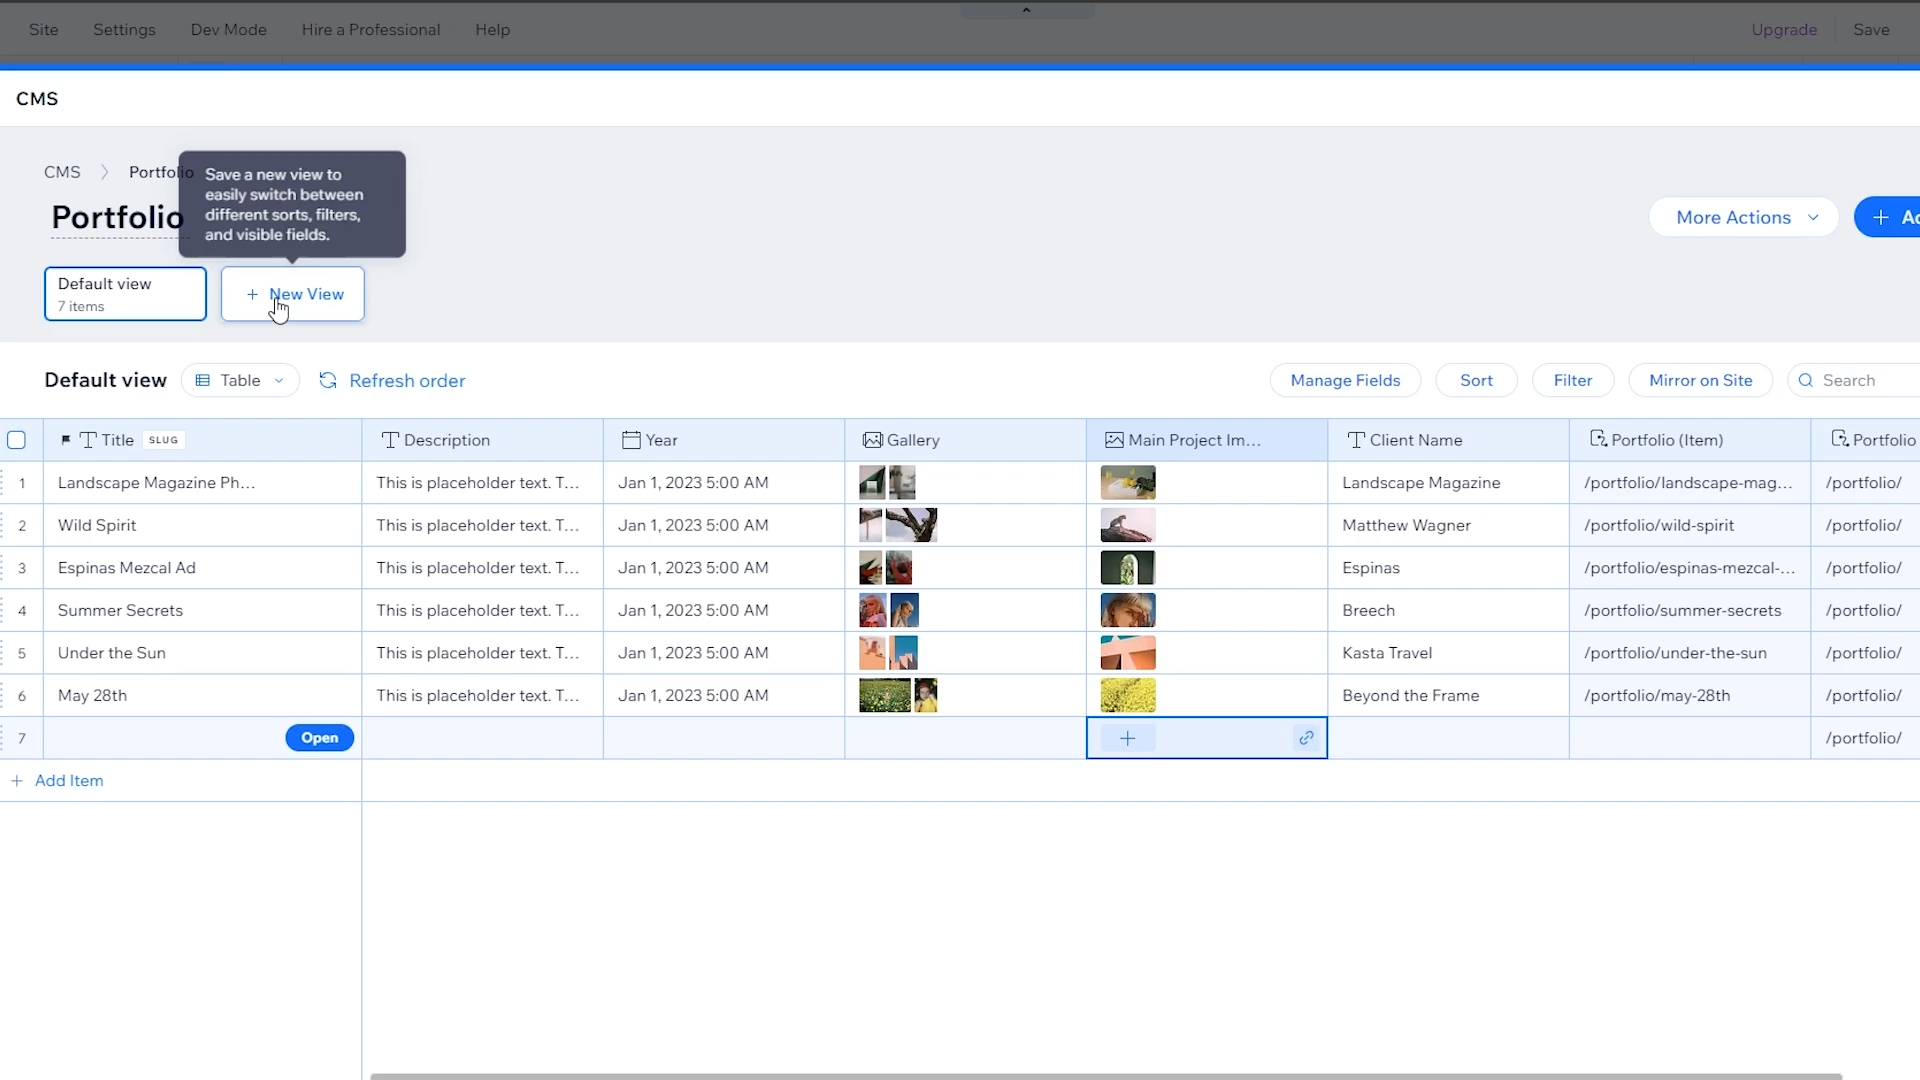 Site Settings Dev Mode Hire a Professional Help Upgrade Save
CMS
CMS Portfolio
Save a new view to
easily switch between
different sorts, filters,
and visible fields.
Portfolio
More Actions
+
Default view
7 items
+ New View
Default view Table Refresh order Manage Fields Sort Filter Mirror on Site Search
Title SLUG Description Year Gallery Main Project Im... Client Name Portfolio (Item) Portfolio
1 Landscape Magazine Ph... This is placeholder text. T... Jan 1, 2023 5:00 AM Landscape Magazine /portfolio/landscape-mag... /portfolio/
2 Wild Spirit This is placeholder text. T... Jan 1, 2023 5:00 AM Matthew Wagner /portfolio/wild-spirit /portfolio/
3 Espinas Mezcal Ad This is placeholder text. T... Jan 1, 2023 5:00 AM Espinas /portfolio/espinas-mezcal-... /portfolio/
4 Summer Secrets This is placeholder text. T... Jan 1, 2023 5:00 AM Breech /portfolio/summer-secrets /portfolio/
5 Under the Sun This is placeholder text. T... Jan 1, 2023 5:00 AM Kasta Travel /portfolio/under-the-sun /portfolio/
6 May 28th This is placeholder text. T... Jan 1, 2023 5:00 AM Beyond the Frame /portfolio/may-28th /portfolio/
7 Open + /portfolio/
+ Add Item